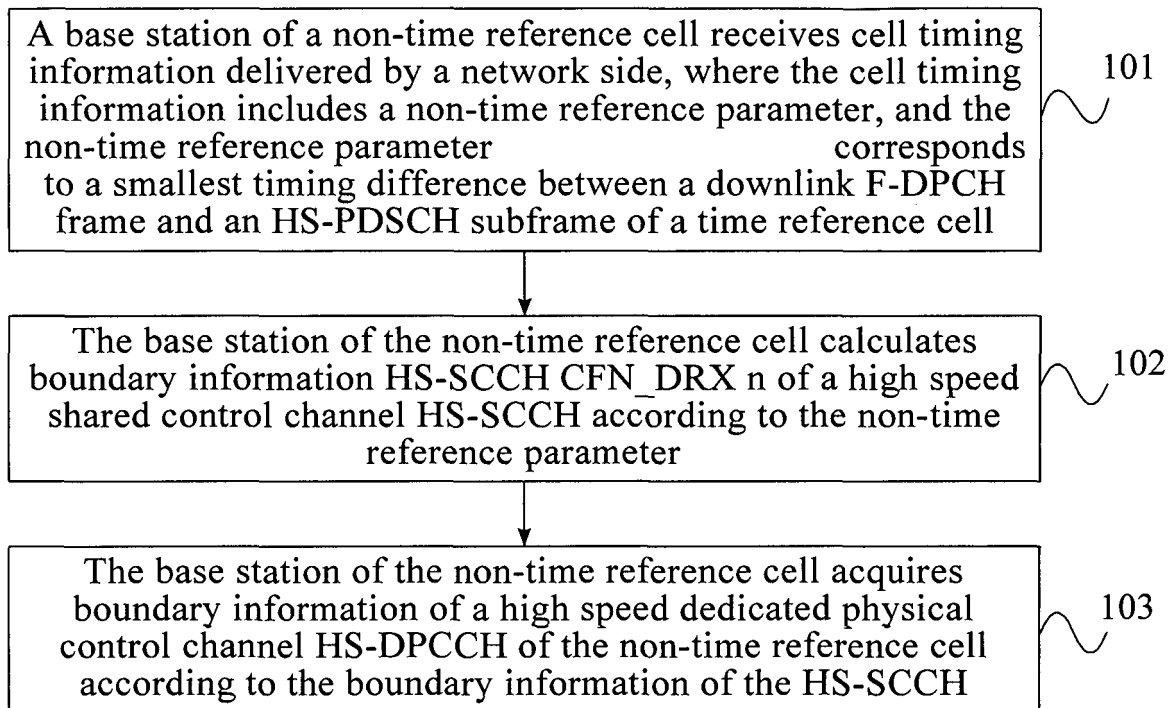 A base station of a non-time reference cell receives cell timing
information delivered by a network side, where the cell timing
information includes a non-time reference parameter, and the
non-time reference parameter corresponds
to a smallest timing difference between a downlink F-DPCH
frame and an HS-PDSCH subframe of a time reference cell
101
The base station of the non-time reference cell calculates
boundary information HS-SCCH CFN_DRX n of a high speed
shared control channel HS-SCCH according to the non-time
reference parameter
102
The base station of the non-time reference cell acquires
boundary information of a high speed dedicated physical
control channel HS-DPCCH of the non-time reference cell
according to the boundary information of the HS-SCCH
103